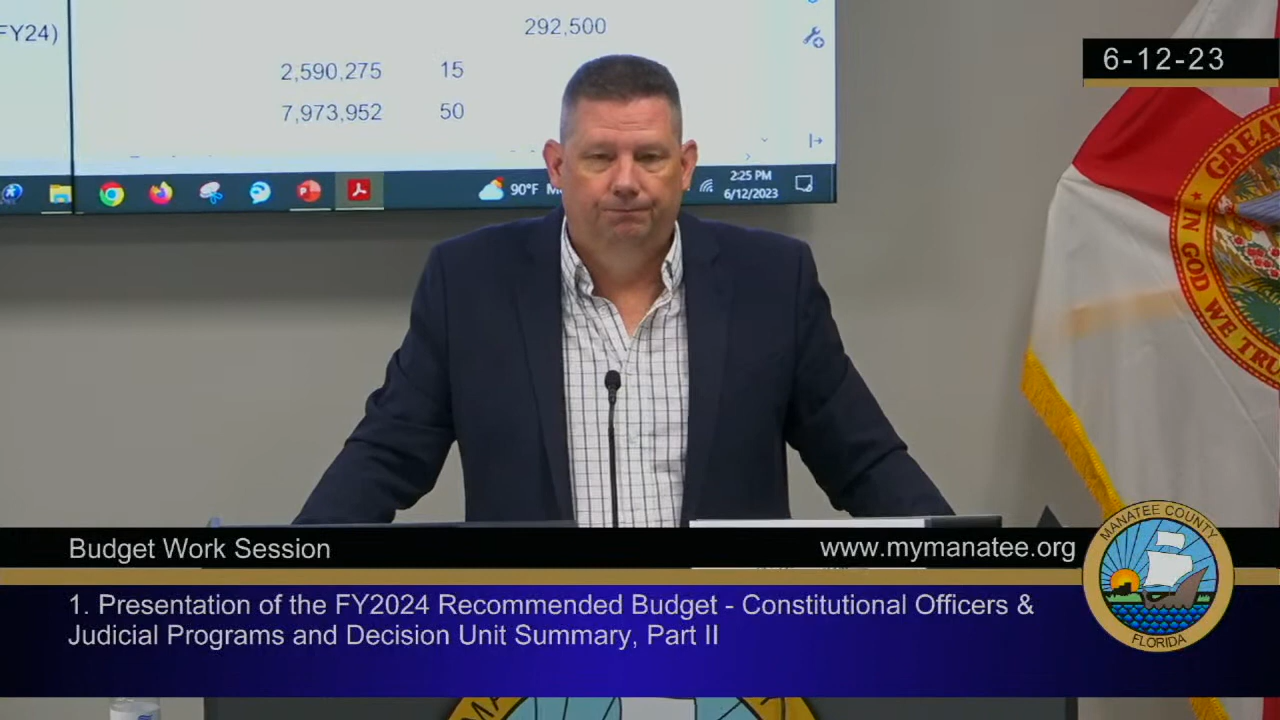 FY24)
292,500
2,590,275 15
7,973,952 50
90°F
2:25 PM
6/12/2023
6-12-23
GREAT
IN GOD WE TRU
Budget Work Session
www.mymanatee.org
1. Presentation of the FY2024 Recommended Budget - Constitutional Officers &
Judicial Programs and Decision Unit Summary, Part II
MANATEE COUNTY
FLORIDA
MA